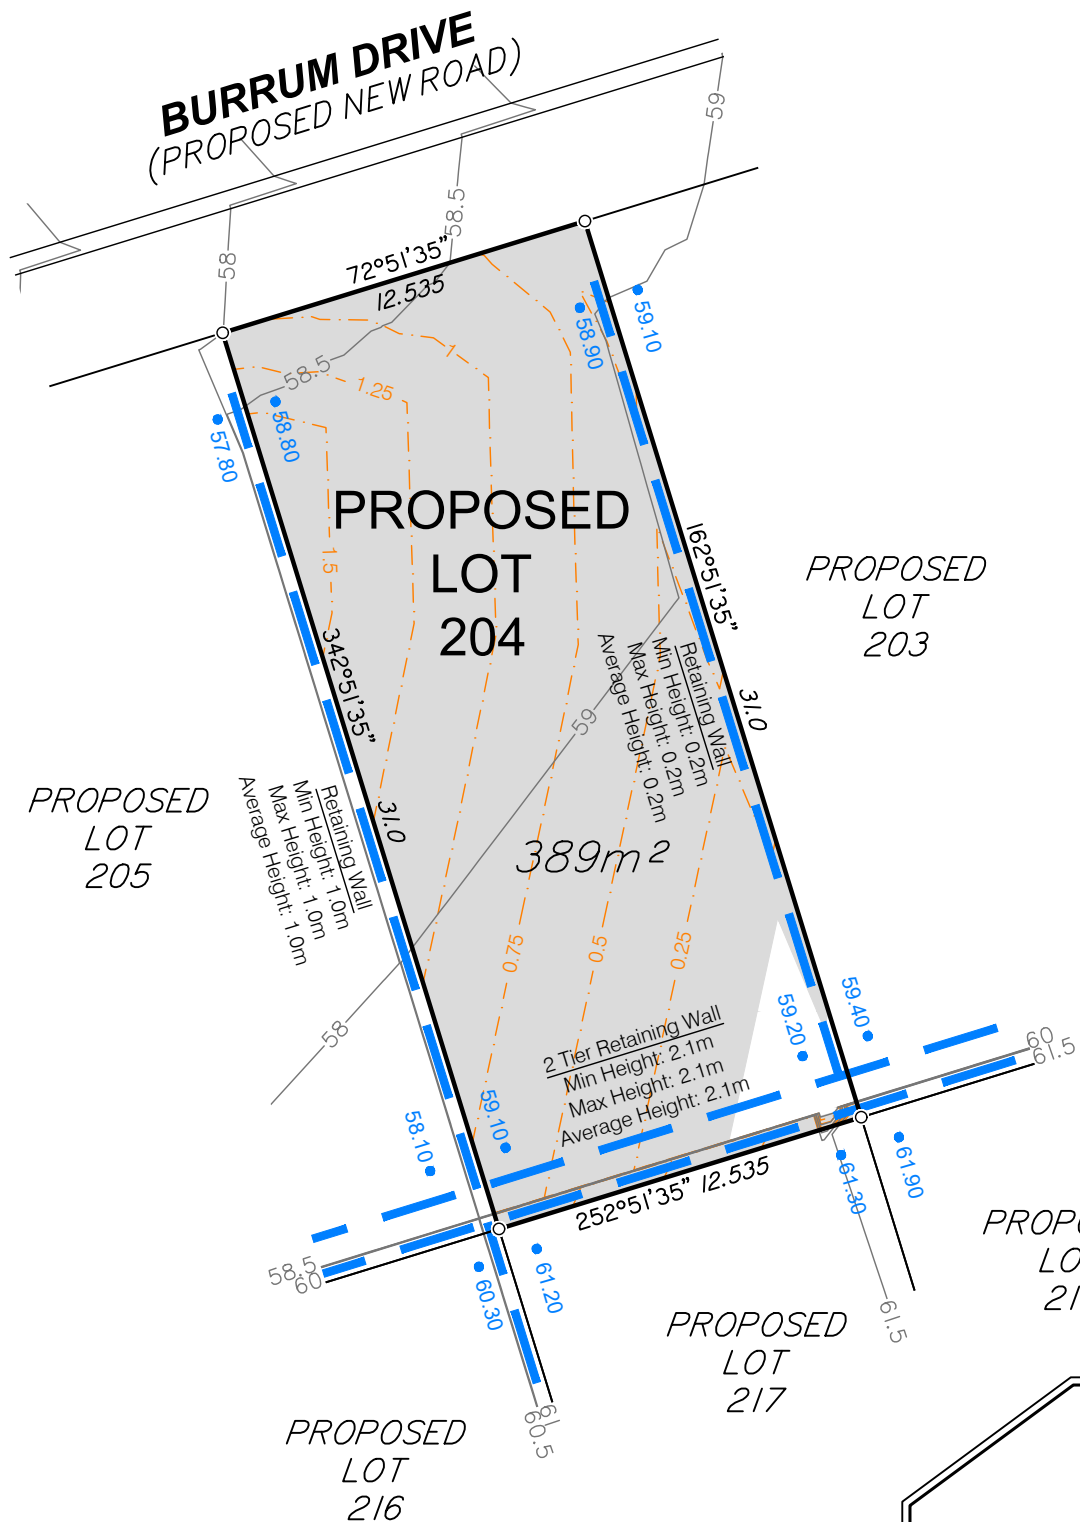 BURRUM DRIVE
(PROPOSED NEW ROAD)
59
58.5
58
72°51'35"
12.535
59.10
58.90
58.5
1
1.25
58.80
57.80
PROPOSED
LOT
204
1.5
162°51'35"
31.0
PROPOSED
LOT
203
342°51'35"
31.0
Retaining Wall
Min Height: 0.2m
Max Height: 0.2m
Average Height: 0.2m
59
PROPOSED
LOT
205
Retaining Wall
Min Height: 1.0m
Max Height: 1.0m
Average Height: 1.0m
389m²
0.75
0.5
0.25
58
59.40
59.20
2 Tier Retaining Wall
Min Height: 2.1m
Max Height: 2.1m
Average Height: 2.1m
60
61.5
59.10
58.10
252°51'35" 12.535
61.90
61.30
58.5
60
61.20
60.30
61.5
PROPOSED
LOT
217
61
60.5
PROPOSED
LOT
216